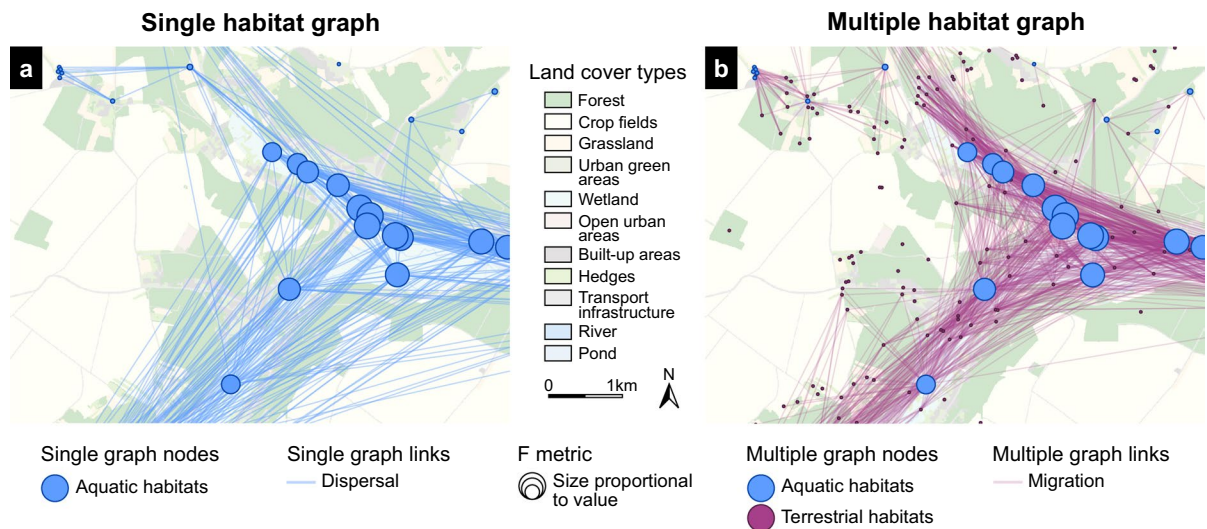 Single habitat graph
Multiple habitat graph
a
b
Land cover types
Forest
Crop fields
Grassland
Urban green
areas
Wetland
Open urban
areas
Built-up areas
Hedges
Transport
infrastructure
River
Pond
0 1km
N
Single graph nodes
Aquatic habitats
Single graph links
Dispersal
F metric
Size proportional
to value
Multiple graph nodes
Aquatic habitats
Terrestrial habitats
Multiple graph links
Migration